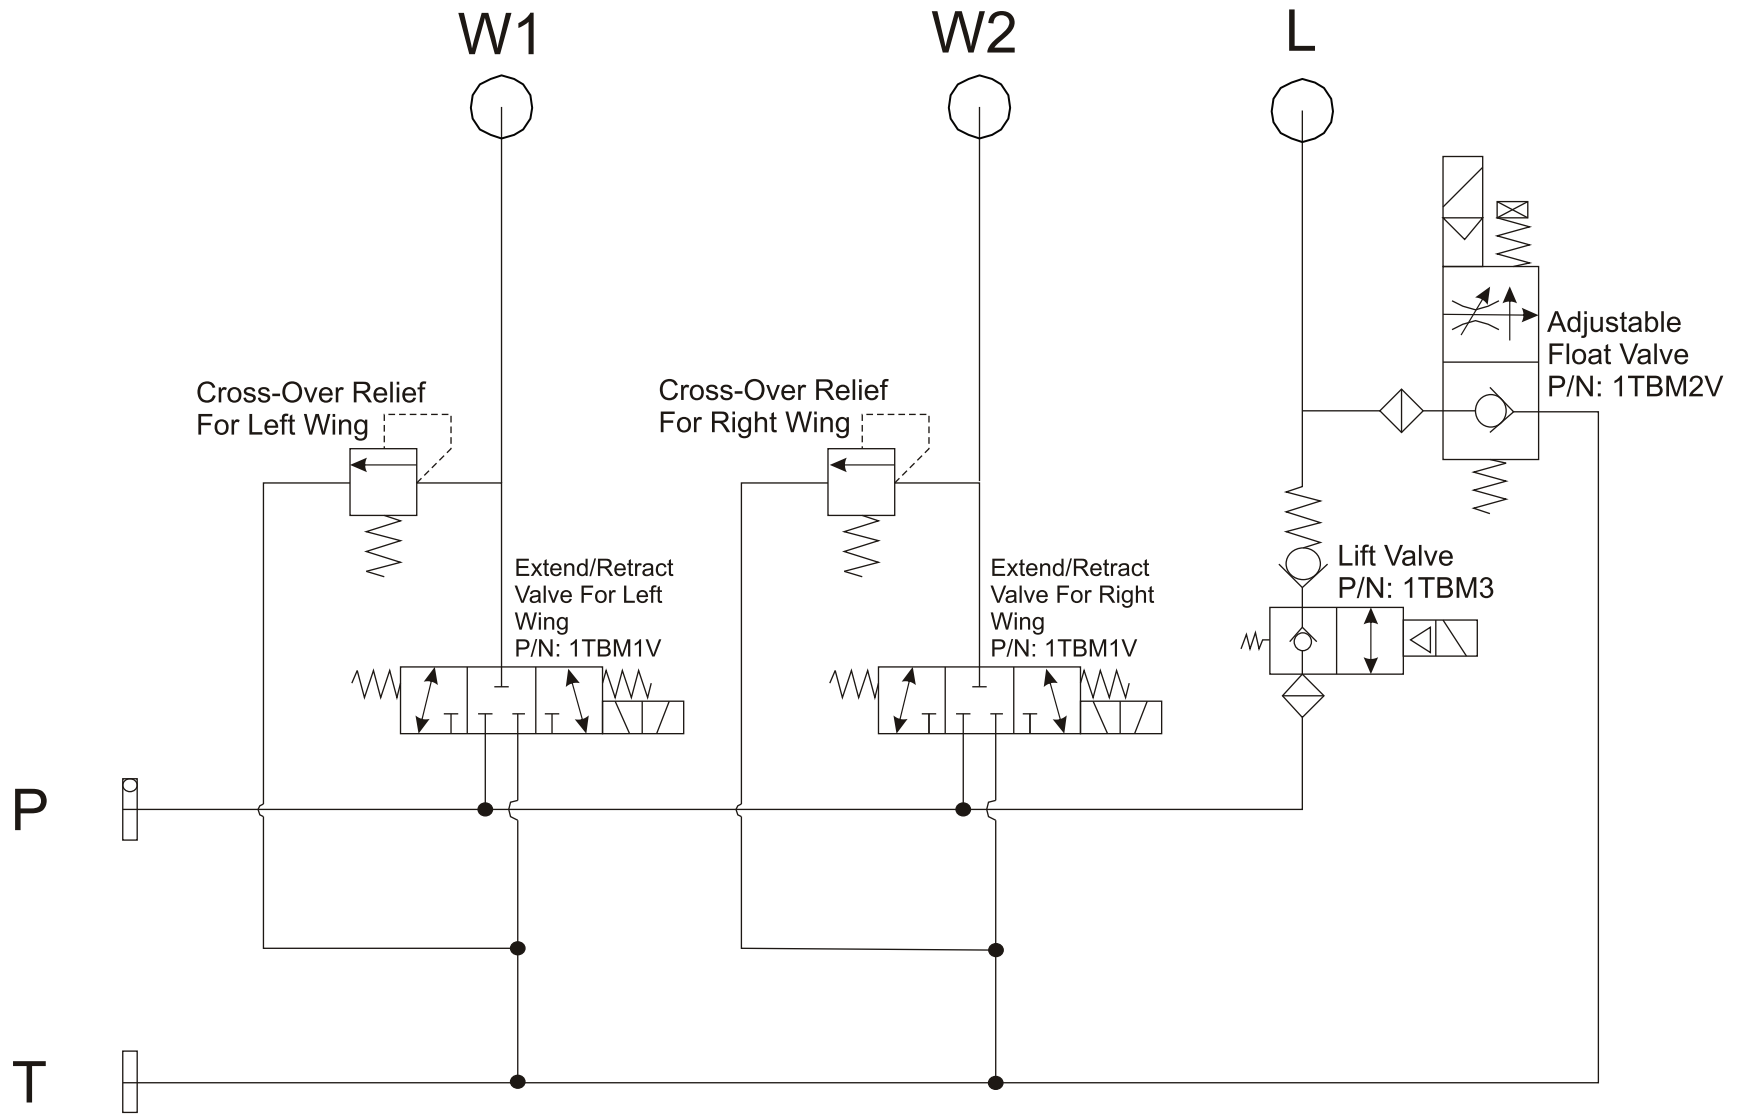 W1
W2
L
Adjustable
Float Valve
P/N: 1TBM2V
Cross-Over Relief
For Left Wing
Cross-Over Relief
For Right Wing
Extend/Retract
Valve For Left
Wing
P/N: 1TBM1V
Extend/Retract
Valve For Right
Wing
P/N: 1TBM1V
Lift Valve
P/N: 1TBM3
P
T